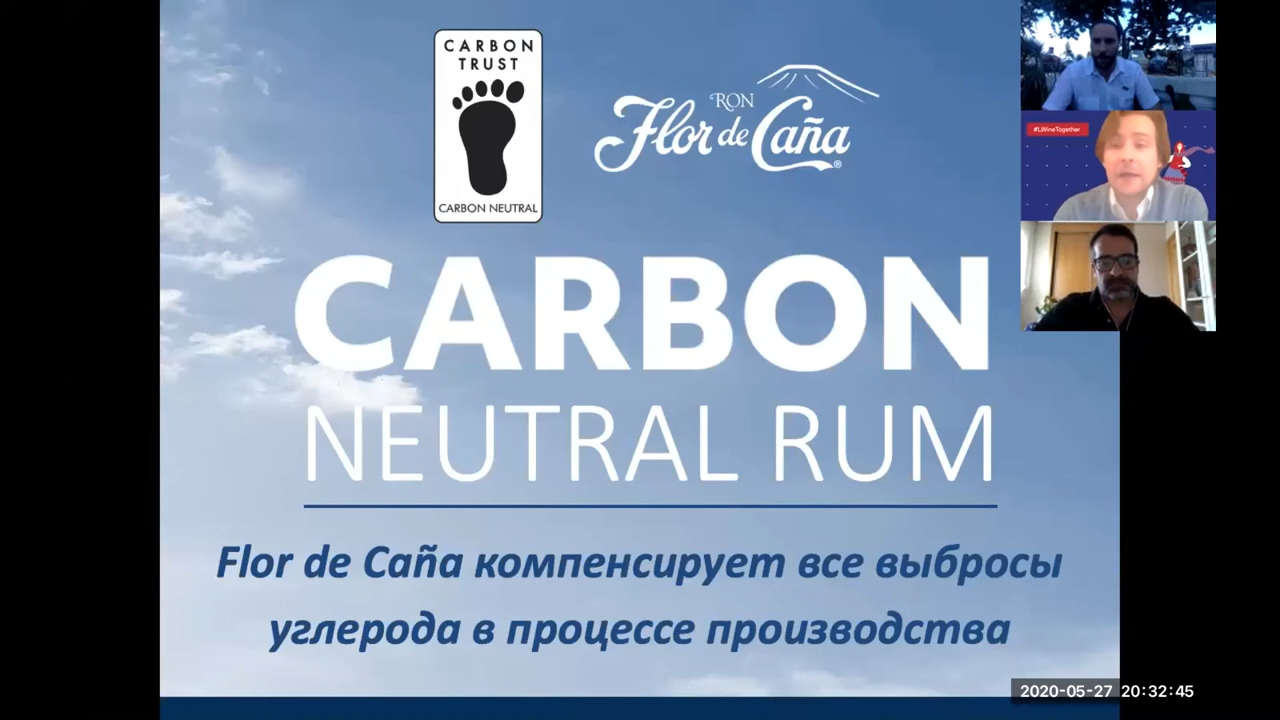 CARBON
TRUST
CARBON NEUTRAL
RON
Flor de Caña®
#LWineTogether
CARBON
NEUTRAL RUM
Flor de Caña компенсирует все выбросы
углерода в процессе производства
2020-05-27 20:32:45